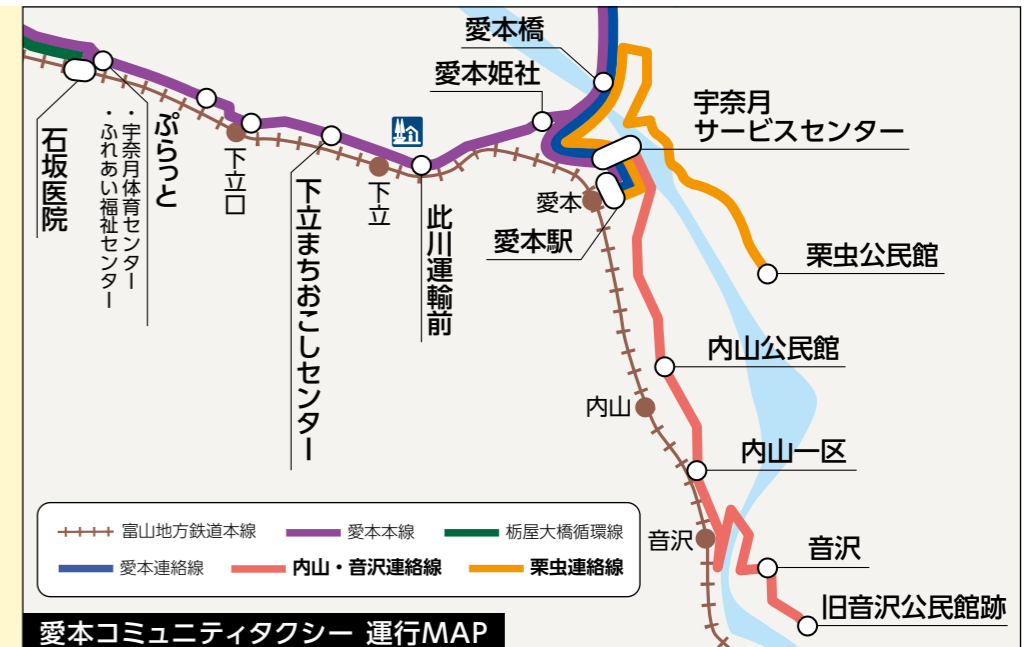 愛本橋
愛本姫社
宇奈月
サービスセンター
石坂医院
ぷらっと
・宇奈月体育センター
・ふれあい福祉センター
下立口
下立まちおこしセンター
下立
此川運輸前
愛本
愛本駅
栗虫公民館
内山公民館
内山
内山一区
音沢
音沢
旧音沢公民館跡
富山地方鉄道本線
愛本本線
栃屋大橋循環線
愛本連絡線
内山・音沢連絡線
栗虫連絡線
愛本コミュニティタクシー 運行MAP